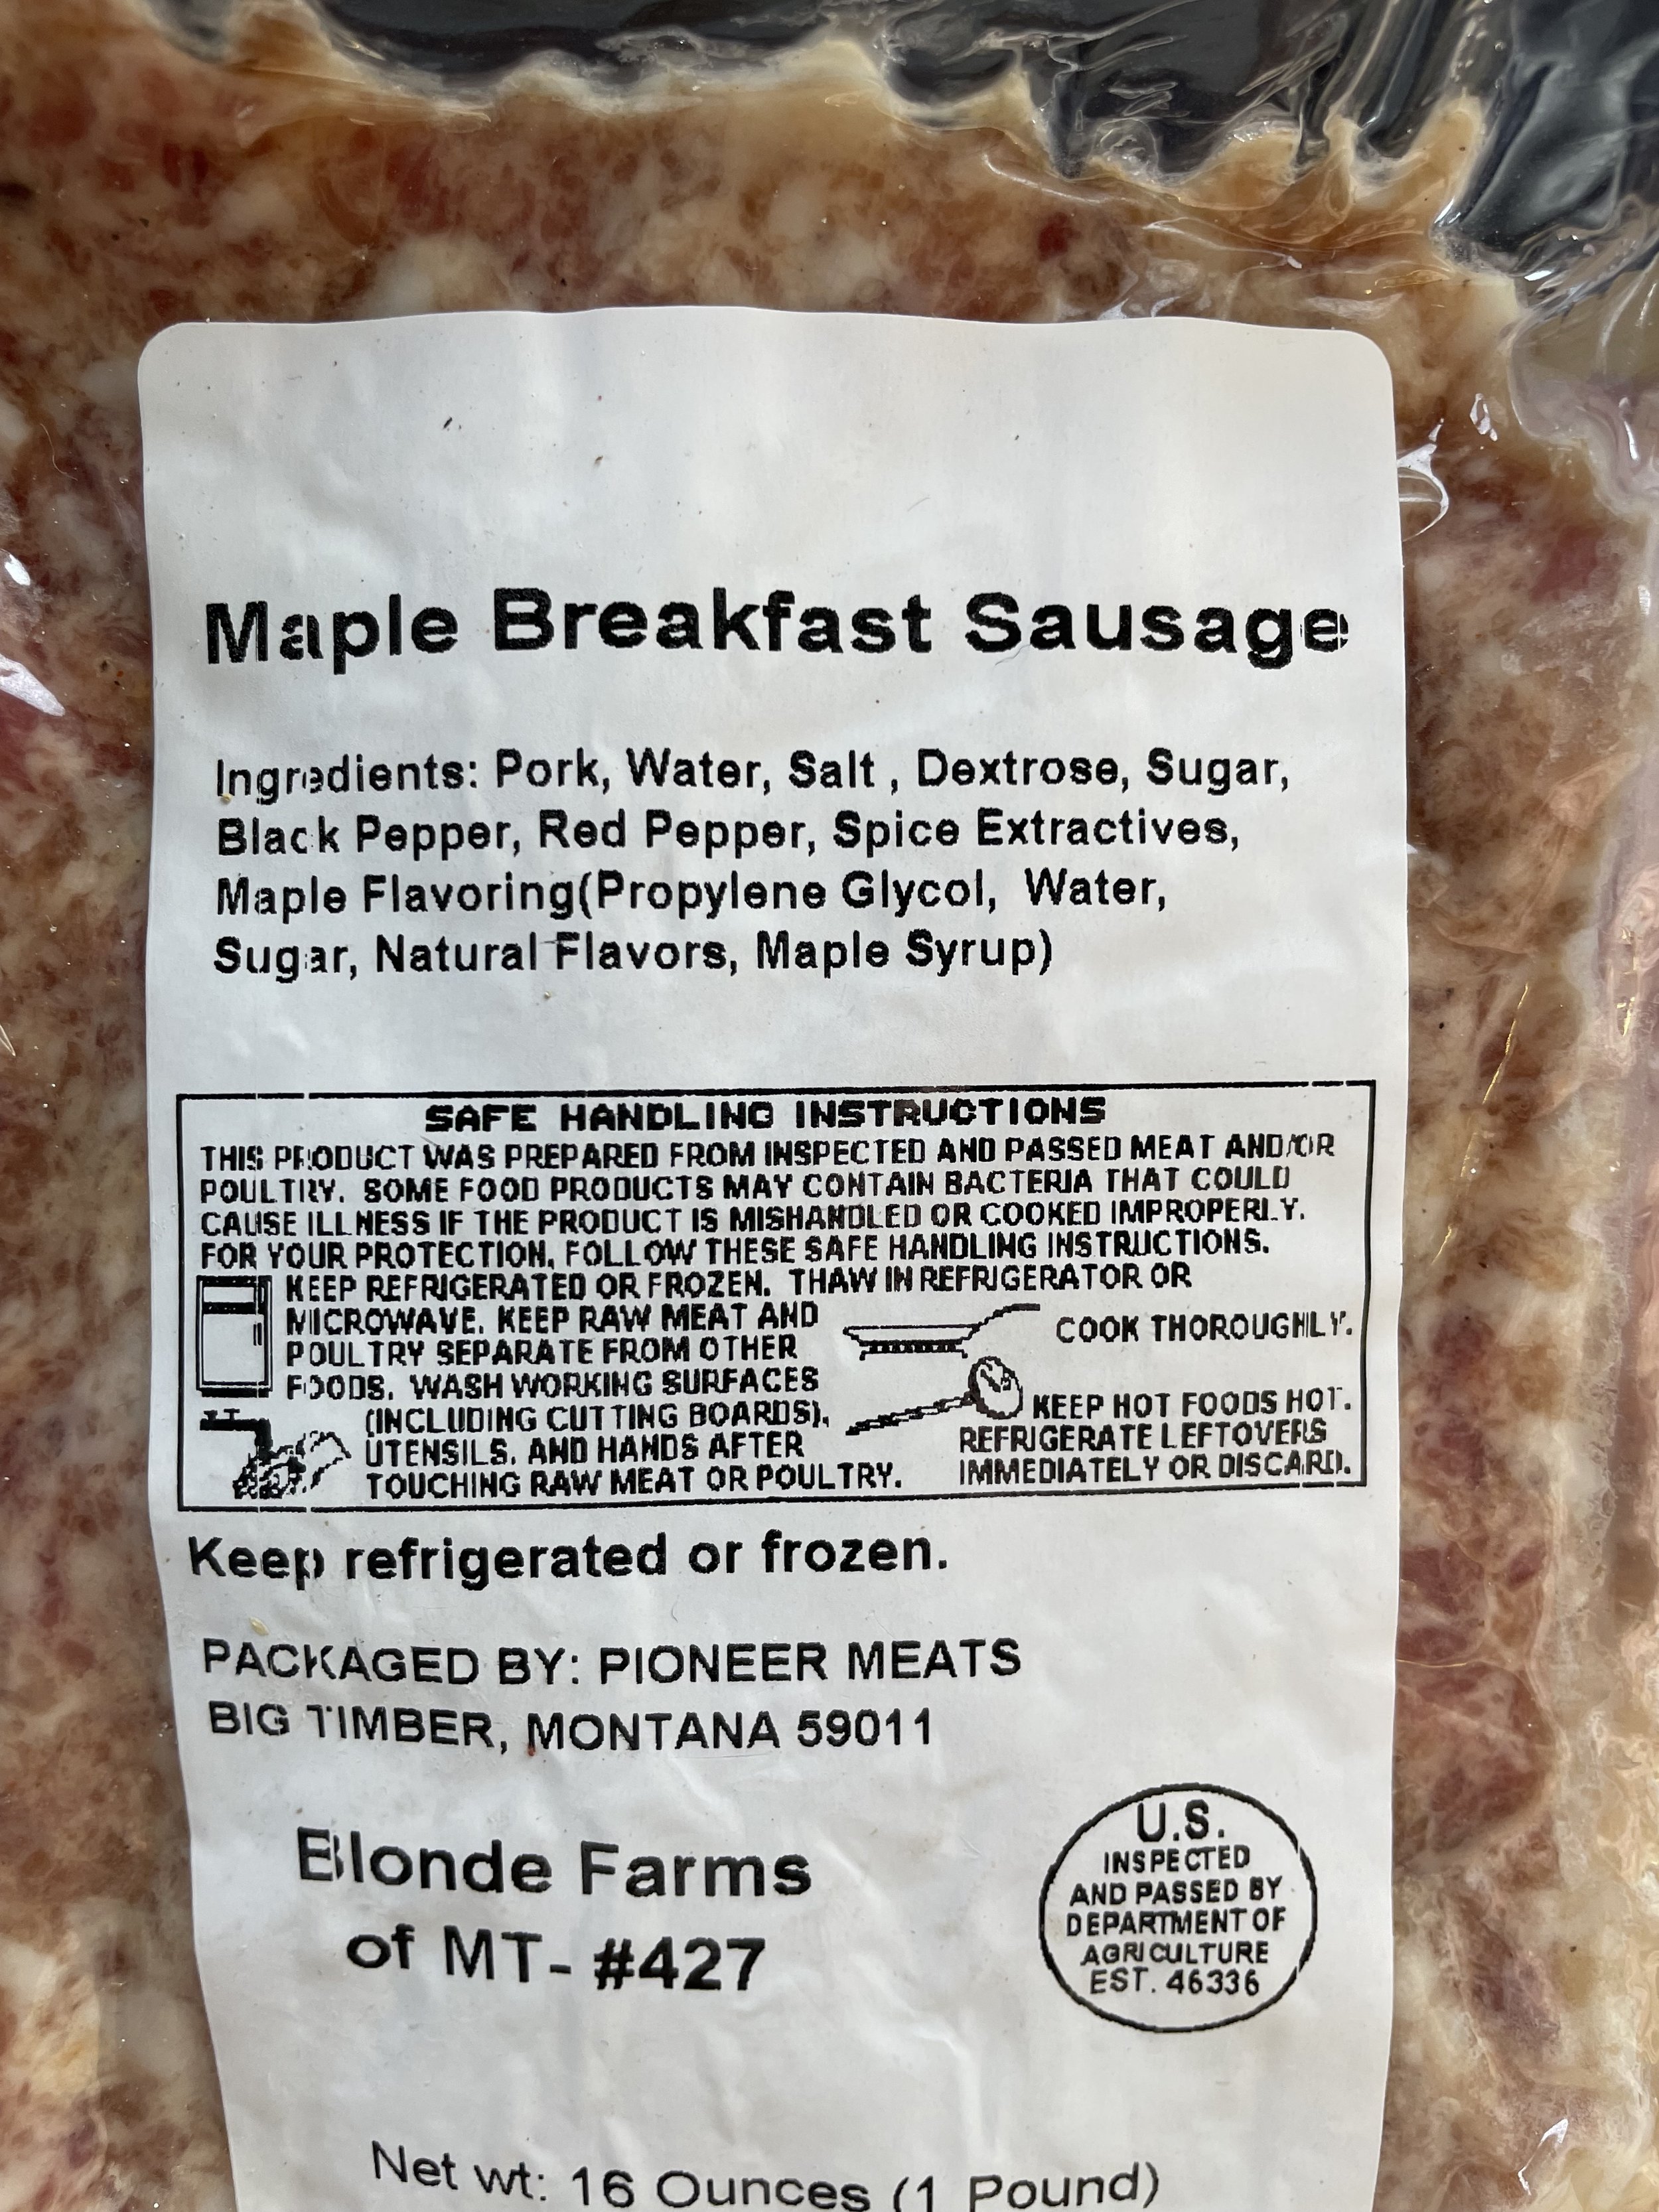 Maple Breakfast Sausage
Ingredients: Pork, Water, Salt , Dextrose, Sugar,
Black Pepper, Red Pepper, Spice Extractives,
Maple Flavoring(Propylene Glycol, Water,
Sugar, Natural Flavors, Maple Syrup)
SAFE HANDLING INSTRUCTIONS
THIS PRODUCT WAS PREPARED FROM INSPECTED AND PASSED MEAT AND/OR
POULTRY. SOME FOOD PRODUCTS MAY CONTAIN BACTERIA THAT COULD
CAUSE ILLNESS IF THE PRODUCT IS MISHANDLED OR COOKED IMPROPERLY.
FOR YOUR PROTECTION, FOLLOW THESE SAFE HANDLING INSTRUCTIONS.
KEEP REFRIGERATED OR FROZEN. THAW IN REFRIGERATOR OR
MICROWAVE. KEEP RAW MEAT AND
POULTRY SEPARATE FROM OTHER
FOODS. WASH WORKING SURFACES
(INCLUDING CUTTING BOARDS),
UTENSILS, AND HANDS AFTER
TOUCHING RAW MEAT OR POULTRY.
COOK THOROUGHLY.
KEEP HOT FOODS HOT.
REFRIGERATE LEFTOVERS
IMMEDIATELY OR DISCARD.
Keep refrigerated or frozen.
PACKAGED BY: PIONEER MEATS
BIG TIMBER, MONTANA 59011
Blonde Farms
of MT- #427
U.S.
INSPECTED
AND PASSED BY
DEPARTMENT OF
AGRICULTURE
EST. 46336
Net wt: 16 Ounces (1 Pound)